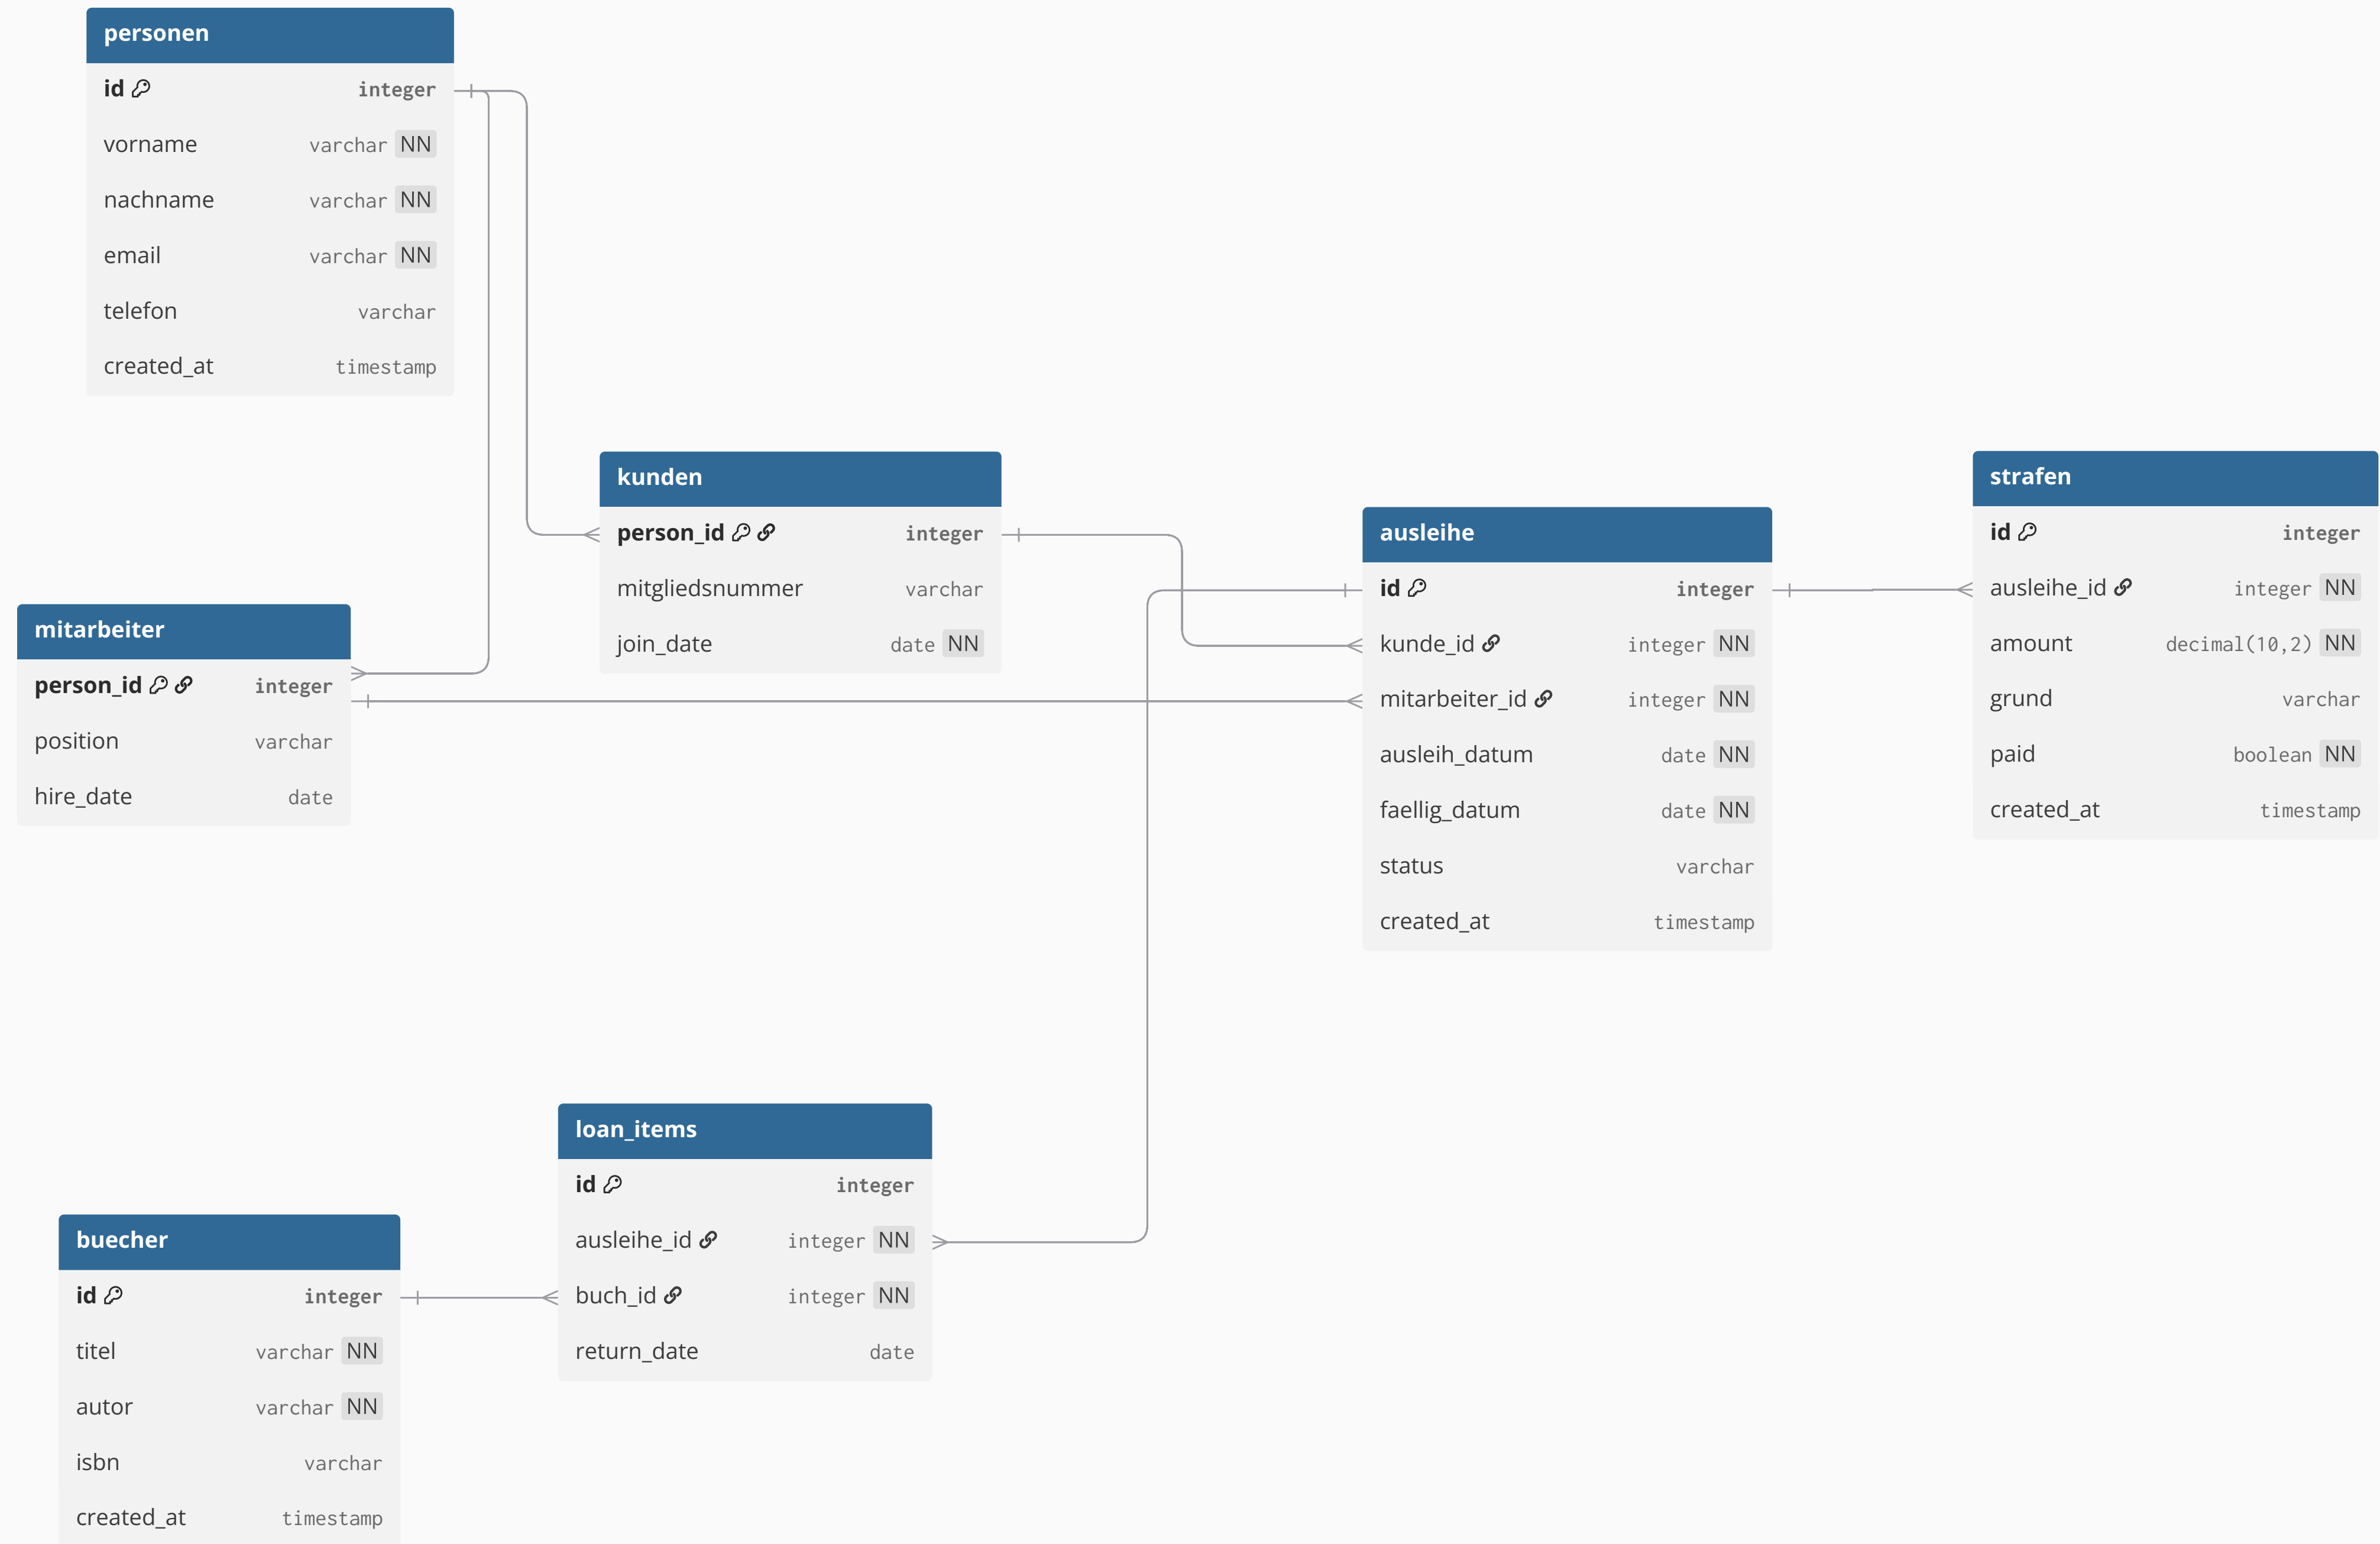 personen
id integer
vorname varchar NN
nachname varchar NN
email varchar NN
telefon varchar
created_at timestamp
kunden
person_id integer
mitgliedsnummer varchar
join_date date NN
strafen
id integer
ausleihe_id integer NN
amount decimal(10,2) NN
grund varchar
paid boolean NN
created_at timestamp
ausleihe
id integer
kunde_id integer NN
mitarbeiter_id integer NN
ausleih_datum date NN
faellig_datum date NN
status varchar
created_at timestamp
mitarbeiter
person_id integer
position varchar
hire_date date
loan_items
id integer
ausleihe_id integer NN
buch_id integer NN
return_date date
buecher
id integer
titel varchar NN
autor varchar NN
isbn varchar
created_at timestamp